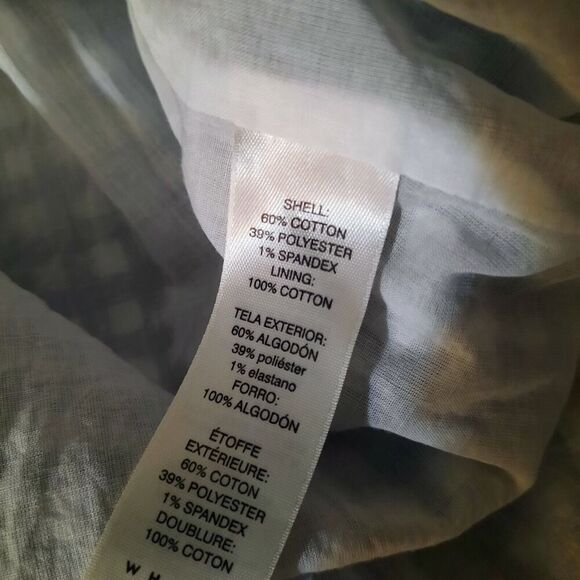 SHELL:
60% COTTON
39% POLYESTER
1% SPANDEX
LINING:
100% COTTON
TELA EXTERIOR:
60% ALGODÓN
39% poliéster
1% elastano
FORRO:
100% ALGODÓN
ÉTOFFE
EXTÉRIEURE:
60% COTON
39% POLYESTER
1% SPANDEX
DOUBLURE:
100% COTON